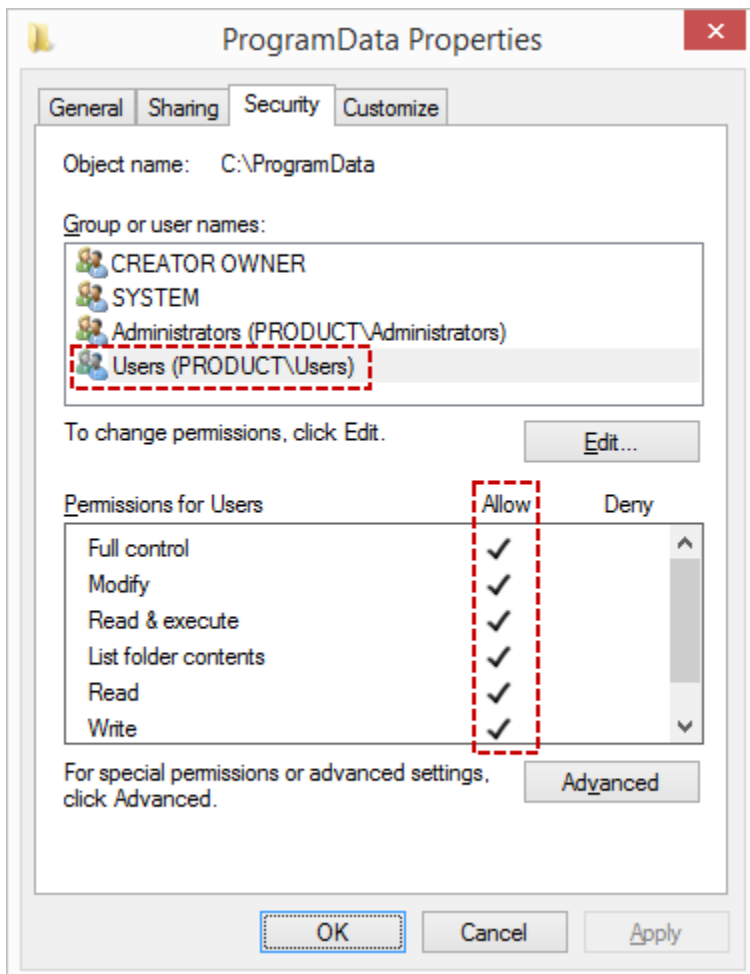 ProgramData Properties
General Sharing Security Customize
Object name: C:\ProgramData
Group or user names:
CREATOR OWNER
SYSTEM
Administrators (PRODUCT\Administrators)
Users (PRODUCT\Users)
To change permissions, click Edit.
Edit...
Permissions for Users Allow Deny
Full control
Modify
Read & execute
List folder contents
Read
Write
For special permissions or advanced settings,
click Advanced.
Advanced
OK Cancel Apply